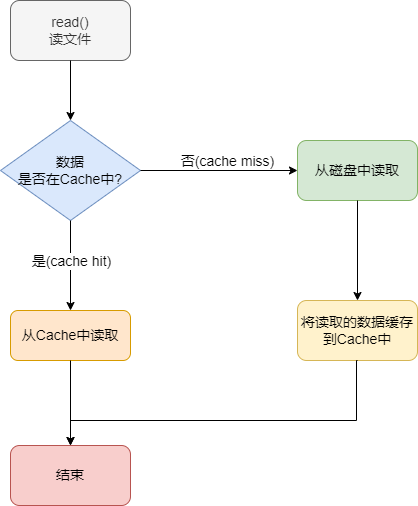 read()
读文件
数据
是否在Cache中?
否(cache miss)
从磁盘中读取
是(cache hit)
从Cache中读取
将读取的数据缓存
到Cache中
结束